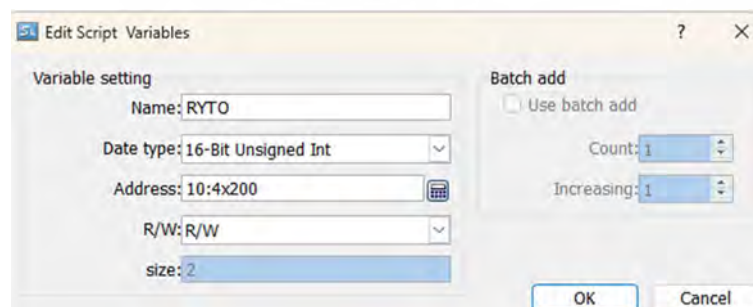 Edit Script Variables ? X
Variable setting
Name: RYTO
Date type: 16-Bit Unsigned Int
Address: 10:4x200
R/W: R/W
size: 2
Batch add
Use batch add
Count: 1
Increasing: 1
OK Cancel